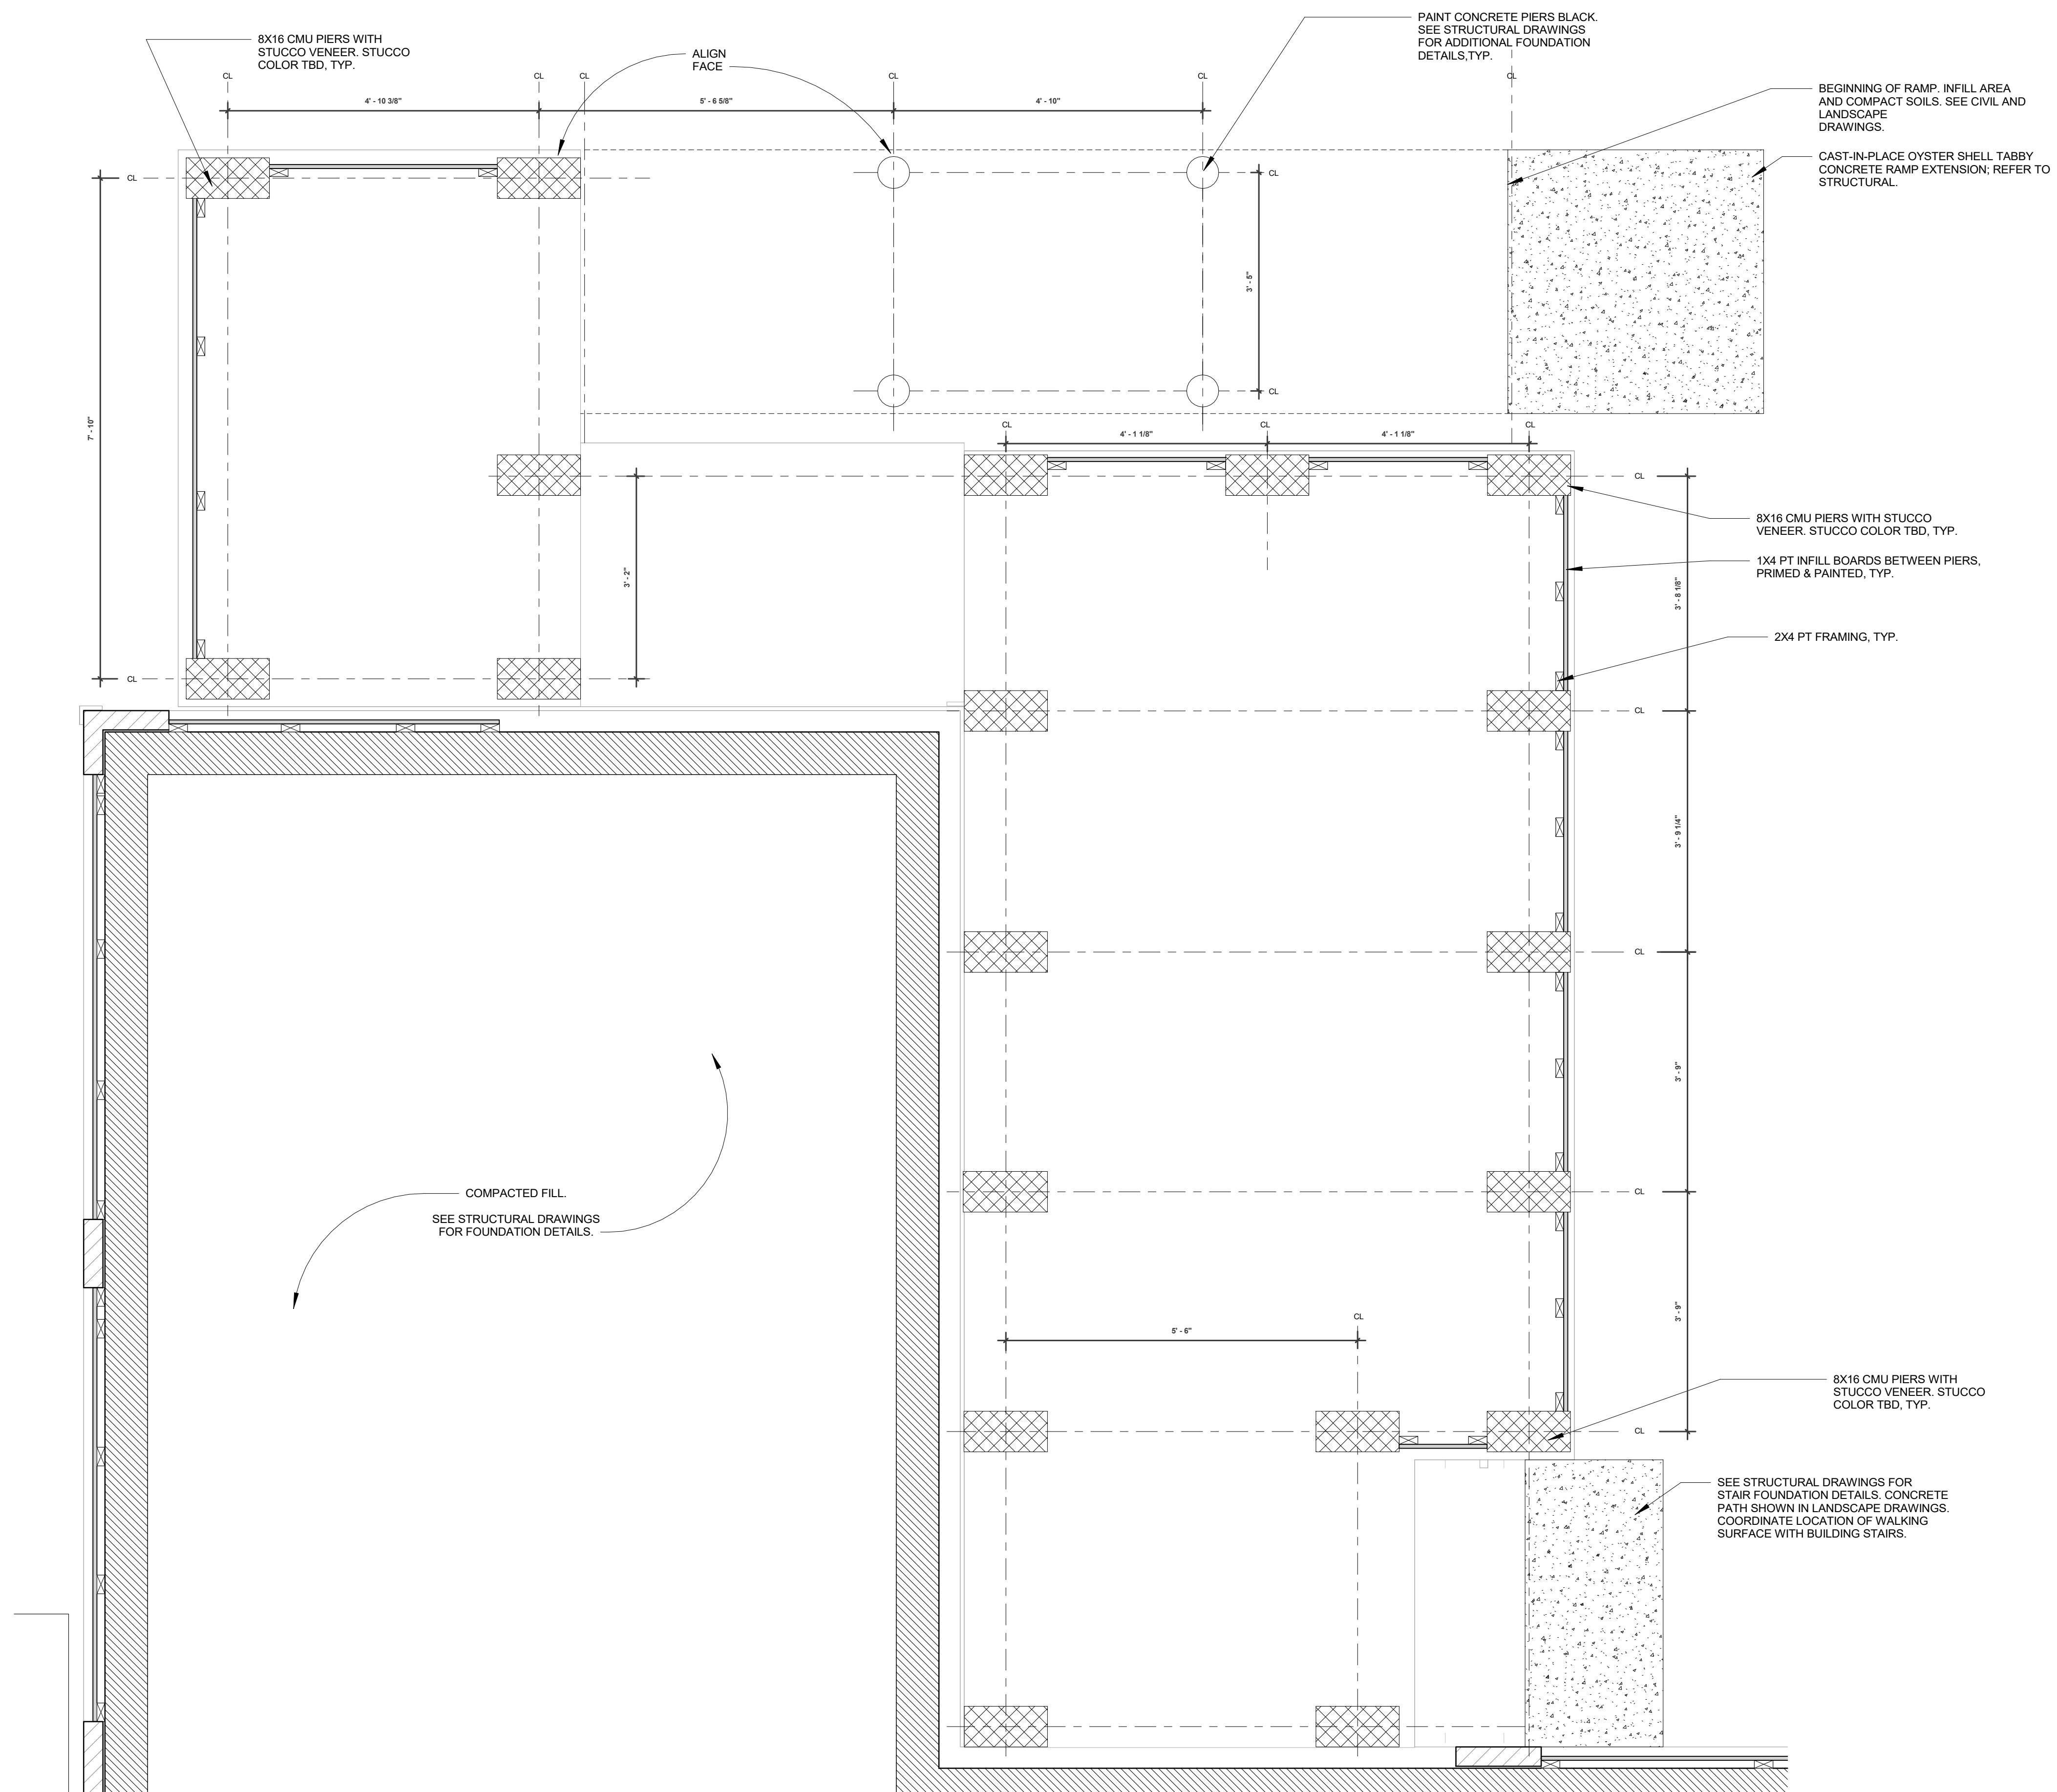 8X16 CMU PIERS WITH
STUCCO VENEER. STUCCO
COLOR TBD, TYP.
ALIGN
FACE
PAINT CONCRETE PIERS BLACK.
SEE STRUCTURAL DRAWINGS
FOR ADDITIONAL FOUNDATION
DETAILS,TYP.
CL
CL
CL
CL
CL
CL
4' - 10 3/8"
5' - 6 5/8"
4' - 10"
BEGINNING OF RAMP. INFILL AREA
AND COMPACT SOILS. SEE CIVIL AND
LANDSCAPE
DRAWINGS.
CAST-IN-PLACE OYSTER SHELL TABBY
CONCRETE RAMP EXTENSION; REFER TO
STRUCTURAL.
CL
CL
3' - 5"
CL
7' - 10"
CL
CL
CL
4' - 1 1/8"
4' - 1 1/8"
CL
8X16 CMU PIERS WITH STUCCO
VENEER. STUCCO COLOR TBD, TYP.
1X4 PT INFILL BOARDS BETWEEN PIERS,
PRIMED & PAINTED, TYP.
3' - 2"
3' - 8 1/8"
2X4 PT FRAMING, TYP.
CL
CL
3' - 9 1/4"
CL
3' - 9"
COMPACTED FILL.
SEE STRUCTURAL DRAWINGS
FOR FOUNDATION DETAILS.
CL
3' - 9"
CL
5' - 6"
8X16 CMU PIERS WITH
STUCCO VENEER. STUCCO
COLOR TBD, TYP.
CL
SEE STRUCTURAL DRAWINGS FOR
STAIR FOUNDATION DETAILS. CONCRETE
PATH SHOWN IN LANDSCAPE DRAWINGS.
COORDINATE LOCATION OF WALKING
SURFACE WITH BUILDING STAIRS.